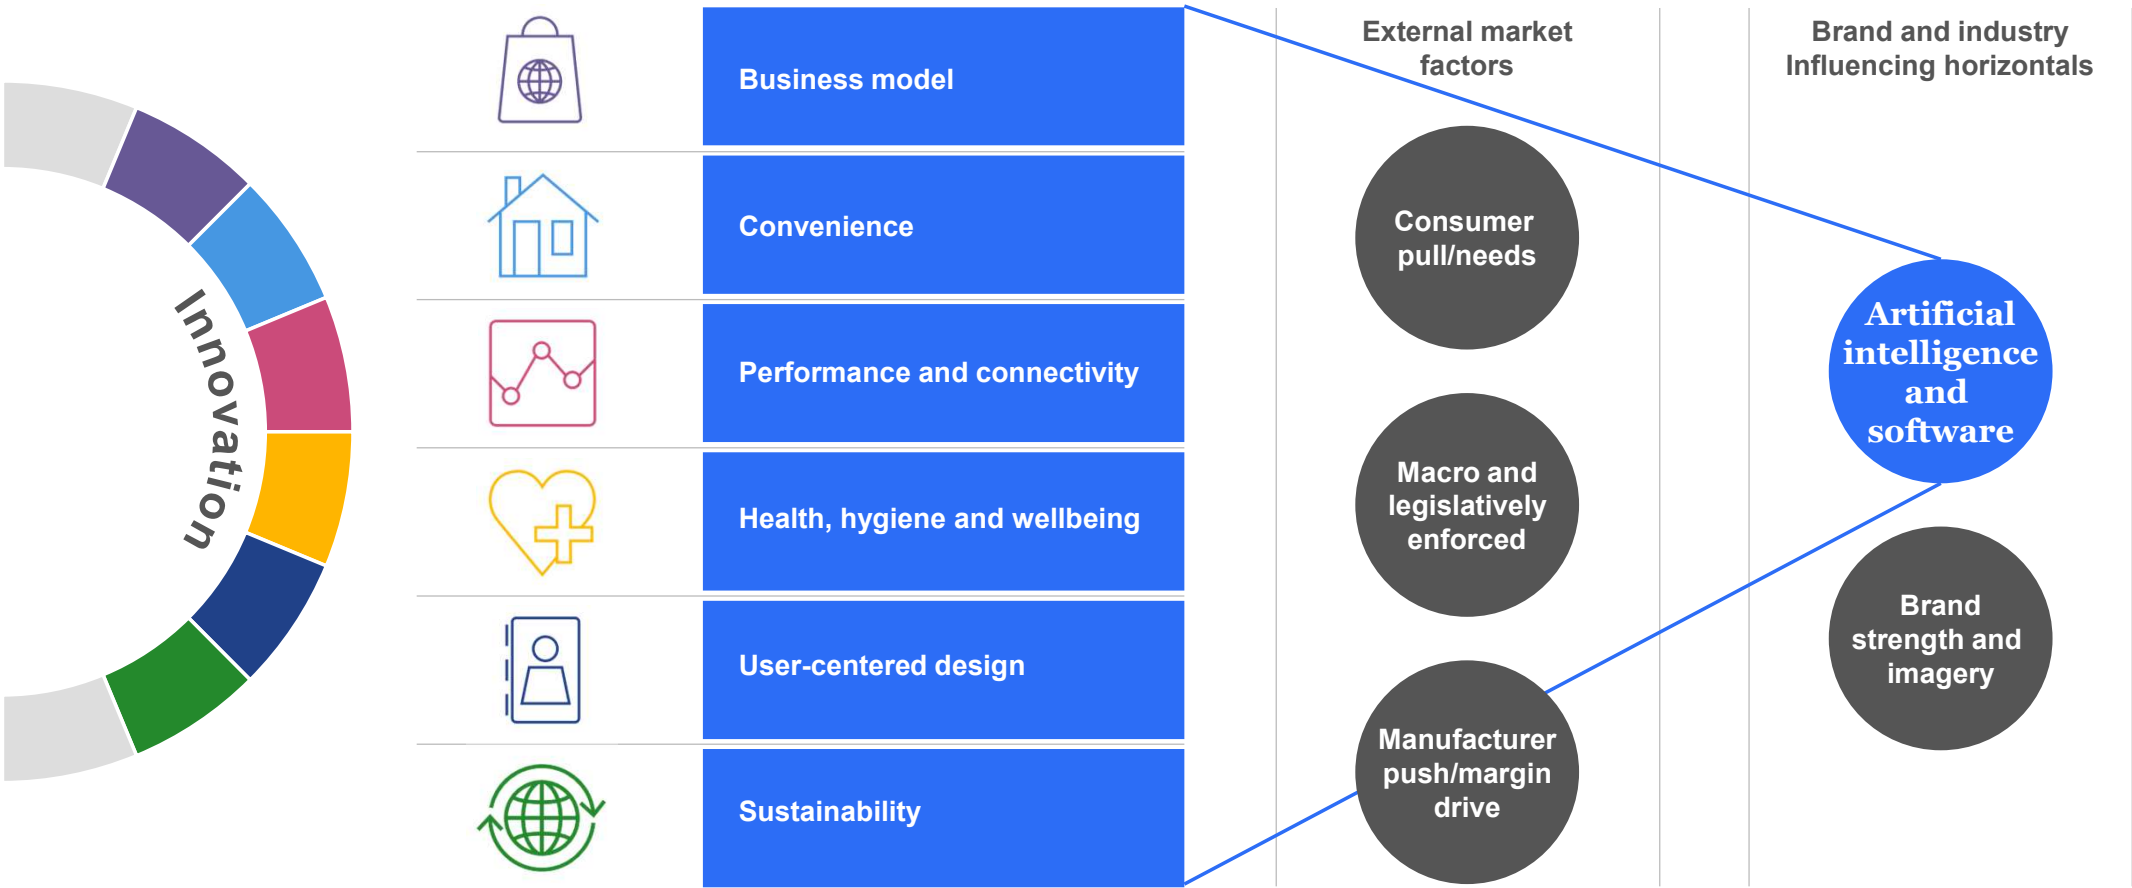 Innovation
Business model
Convenience
Performance and connectivity
Health, hygiene and wellbeing
User-centered design
Sustainability
External market
factors
Consumer
pull/needs
Macro and
legislatively
enforced
Manufacturer
push/margin
drive
Brand and industry
Influencing horizontals
Artificial
intelligence
and
software
Brand
strength and
imagery